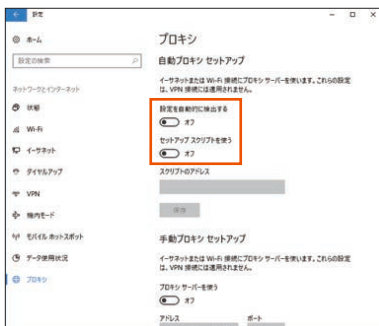 設定
ホーム
設定の検索
ネットワークとインターネット
状態
Wi-Fi
イーサネット
ダイヤルアップ
VPN
機内モード
モバイル ホットスポット
データ使用状況
プロキシ
プロキシ
自動プロキシ セットアップ
イーサネットまたは Wi-Fi 接続にプロキシ サーバーを使います。これらの設定
は、VPN 接続には適用されません。
設定を自動的に検出する
オフ
セットアップ スクリプトを使う
オフ
スクリプトのアドレス
保存
手動プロキシ セットアップ
イーサネットまたは Wi-Fi 接続にプロキシ サーバーを使います。これらの設定
は、VPN 接続には適用されません。
プロキシ サーバーを使う
オフ
アドレス
ポート